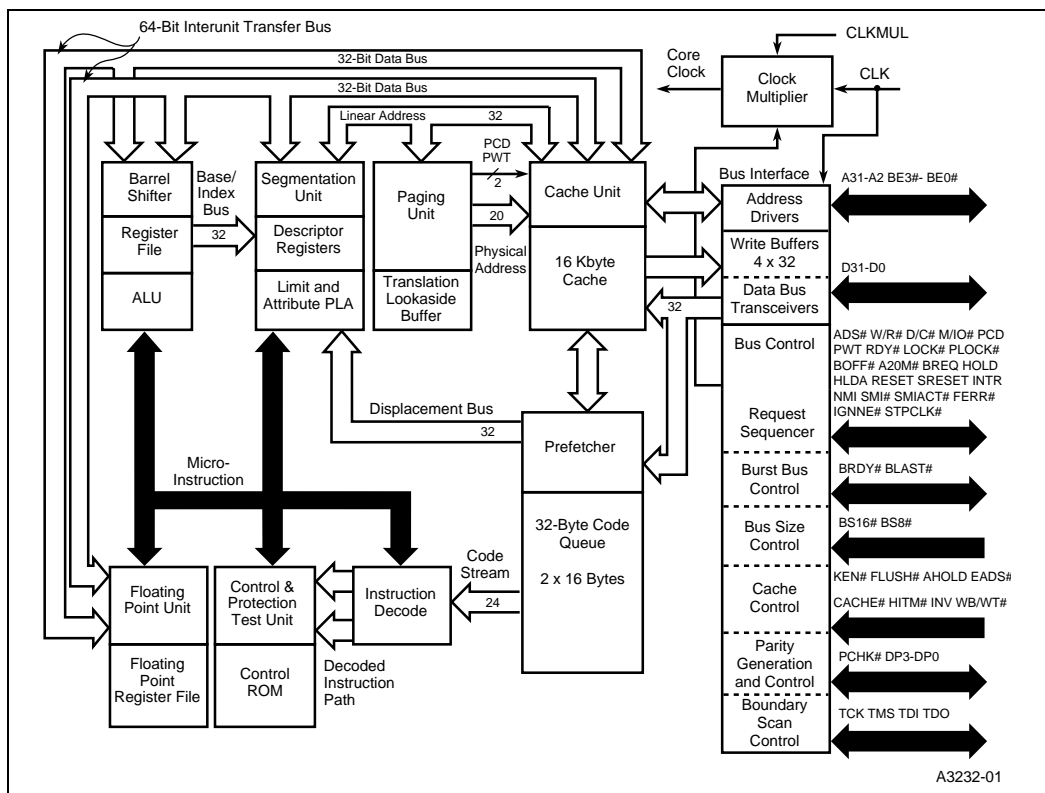 64-Bit Interunit Transfer Bus
32-Bit Data Bus
32-Bit Data Bus
Linear Address
32
Core
Clock
CLKMUL
Clock
Multiplier
CLK
PCD
PWT
2
Barrel
Shifter
Register
File
ALU
Base/
Index
Bus
32
Segmentation
Unit
Descriptor
Registers
Limit and
Attribute PLA
Paging
Unit
Translation
Lookaside
Buffer
20
Physical
Address
Cache Unit
16 Kbyte
Cache
32
Bus Interface
Address
Drivers
Write Buffers
4 x 32
Data Bus
Transceivers
Bus Control
Request
Sequencer
Burst Bus
Control
Bus Size
Control
Cache
Control
Parity
Generation
and Control
Boundary
Scan
Control
A31-A2 BE3#- BE0#
D31-D0
ADS# W/R# D/C# M/IO# PCD
PWT RDY# LOCK# PLOCK#
BOFF# A20M# BREQ HOLD
HLDA RESET SRESET INTR
NMI SMI# SMIACT# FERR#
IGNNE# STPCLK#
BRDY# BLAST#
BS16# BS8#
KEN# FLUSH# AHOLD EADS#
CACHE# HITM# INV WB/WT#
PCHK# DP3-DP0
TCK TMS TDI TDO
Displacement Bus
32
Micro-
Instruction
Prefetcher
32-Byte Code
Queue
2 x 16 Bytes
Code
Stream
24
Floating
Point Unit
Floating
Point
Register File
Control &
Protection
Test Unit
Control
ROM
Instruction
Decode
Decoded
Instruction
Path
A3232-01